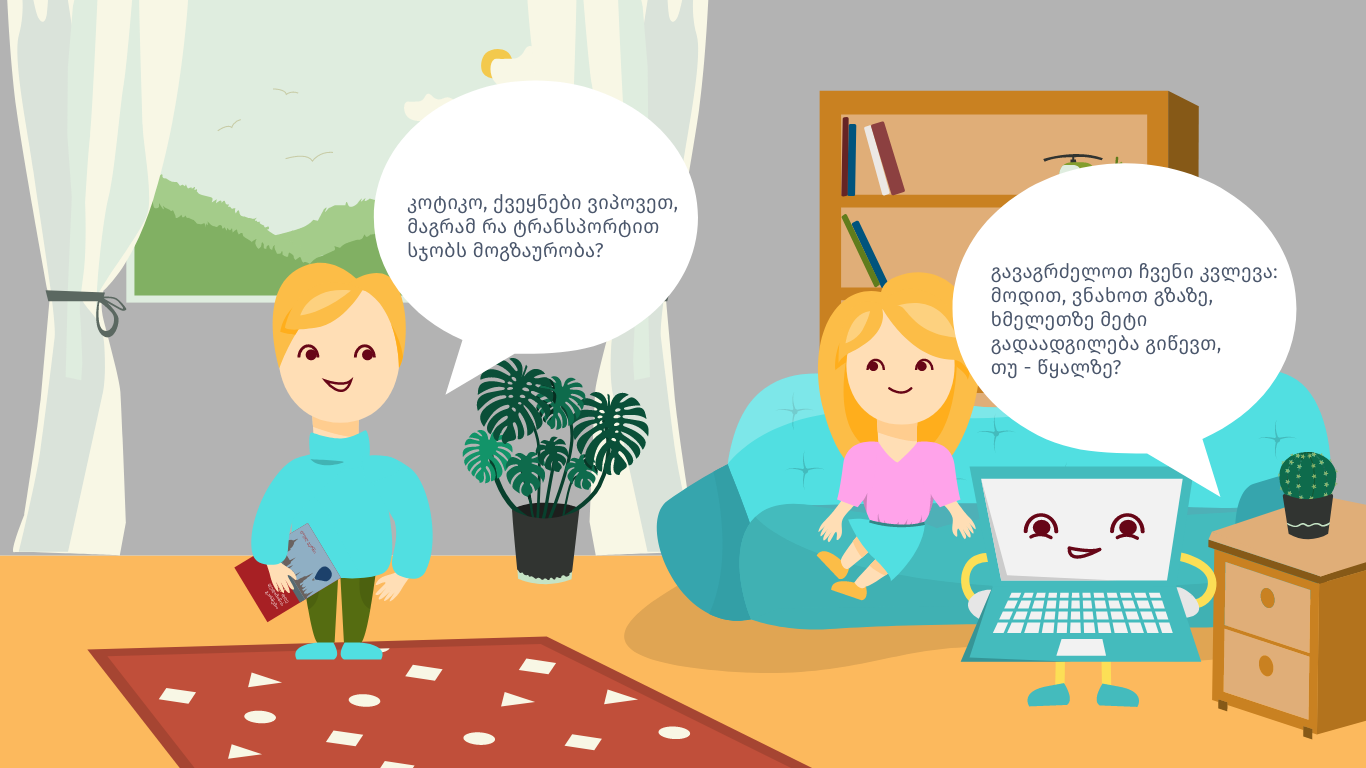 კოტიკო, ქვეყნები ვიპოვეთ,
მაგრამ რა ტრანსპორტით
სჯობს მოგზაურობა?
გავაგრძელოთ ჩვენი კვლევა:
მოდით, ვნახოთ გზაზე,
ხმელეთზე მეტი
გადაადგილება გიწევთ,
თუ - წყალზე?